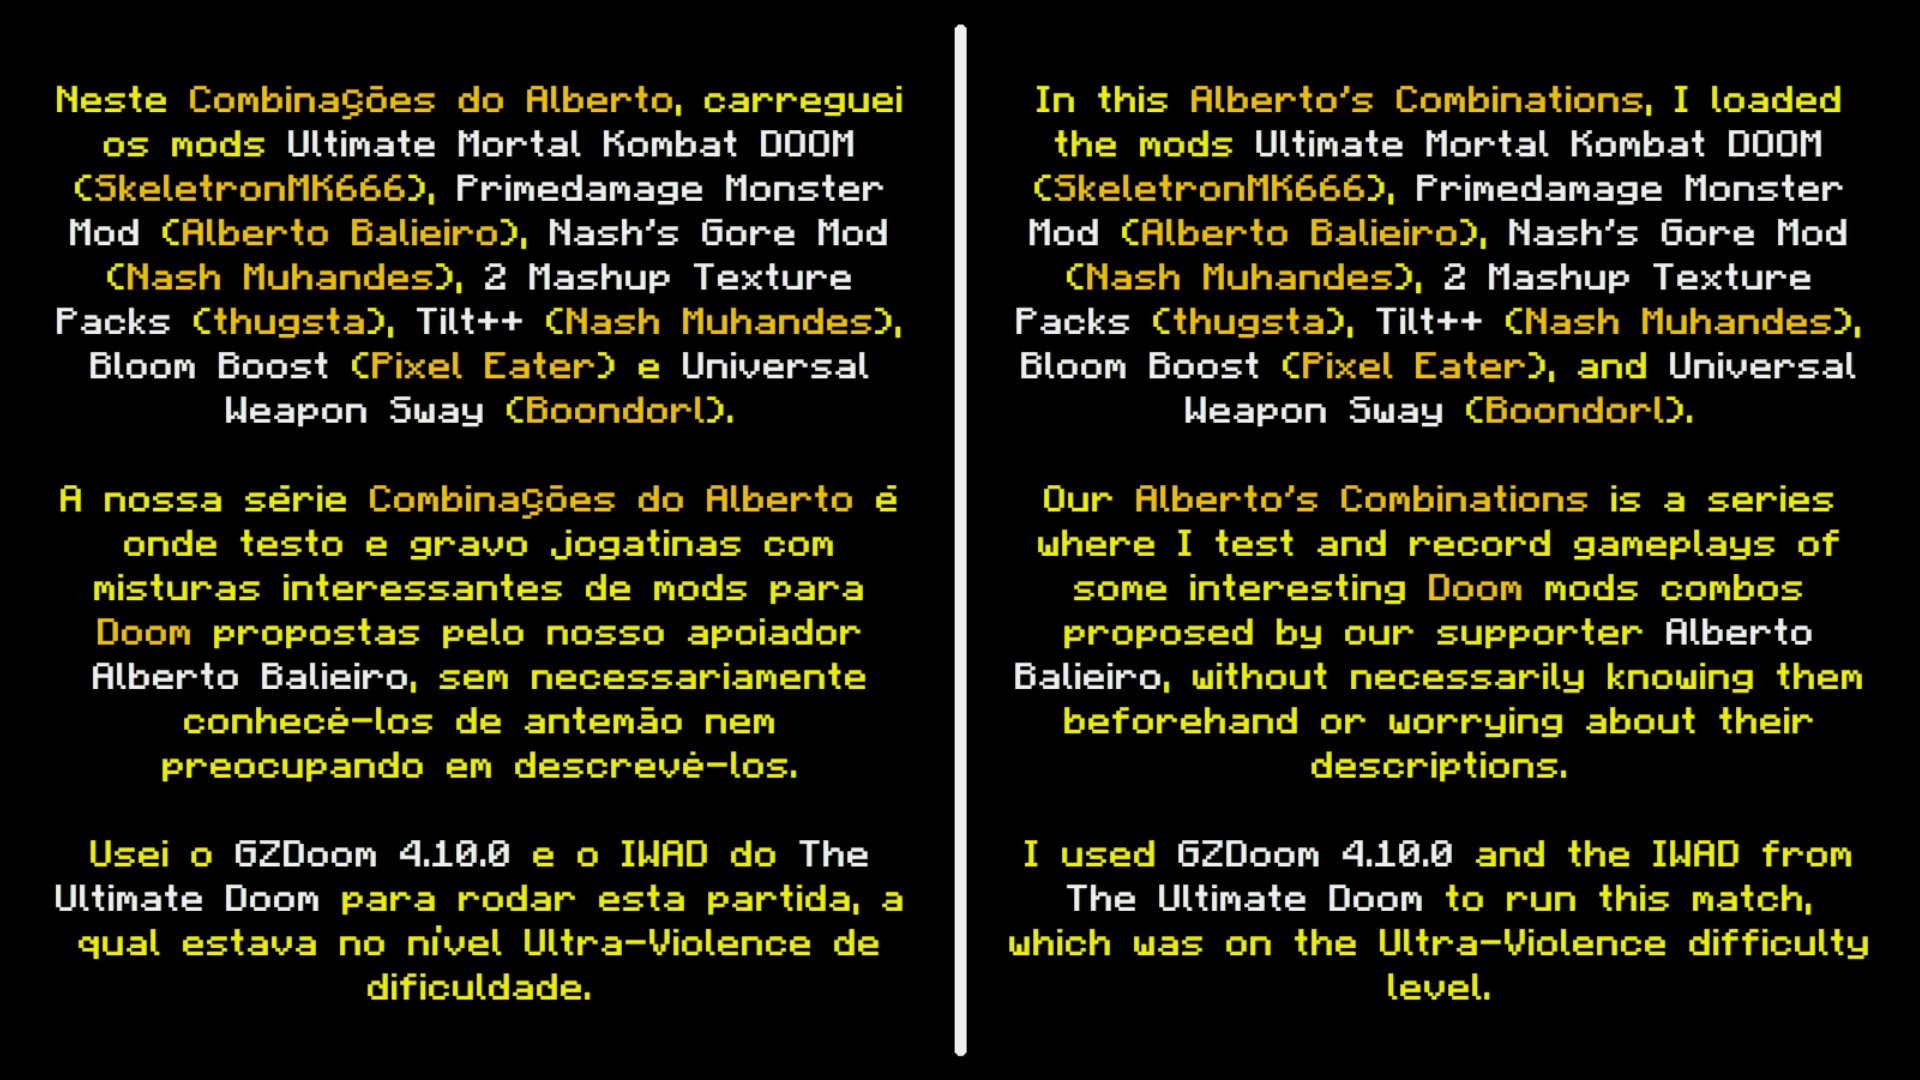 Neste Combinações do Alberto, carreguei
os mods Ultimate Mortal Kombat DOOM
(SkeletronMK666), Primedamage Monster
Mod (Alberto Balieiro), Nash's Gore Mod
(Nash Muhandes), 2 Mashup Texture
Packs (thugsta), Tilt++ (Nash Muhandes),
Bloom Boost (Pixel Eater) e Universal
Weapon Sway (Boondorl).
A nossa série Combinações do Alberto é
onde testo e gravo jogatinas com
misturas interessantes de mods para
Doom propostas pelo nosso apoiador
Alberto Balieiro, sem necessariamente
conhecê-los de antemão nem
preocupando em descrevê-los.
Usei o GZDoom 4.10.0 e o IWAD do The
Ultimate Doom para rodar esta partida, a
qual estava no nível Ultra-Violence de
dificuldade.
In this Alberto's Combinations, I loaded
the mods Ultimate Mortal Kombat DOOM
(SkeletronMK666), Primedamage Monster
Mod (Alberto Balieiro), Nash's Gore Mod
(Nash Muhandes), 2 Mashup Texture
Packs (thugsta), Tilt++ (Nash Muhandes),
Bloom Boost (Pixel Eater), and Universal
Weapon Sway (Boondorl).
Our Alberto's Combinations is a series
where I test and record gameplays of
some interesting Doom mods combos
proposed by our supporter Alberto
Balieiro, without necessarily knowing them
beforehand or worrying about their
descriptions.
I used GZDoom 4.10.0 and the IWAD from
The Ultimate Doom to run this match,
which was on the Ultra-Violence difficulty
level.